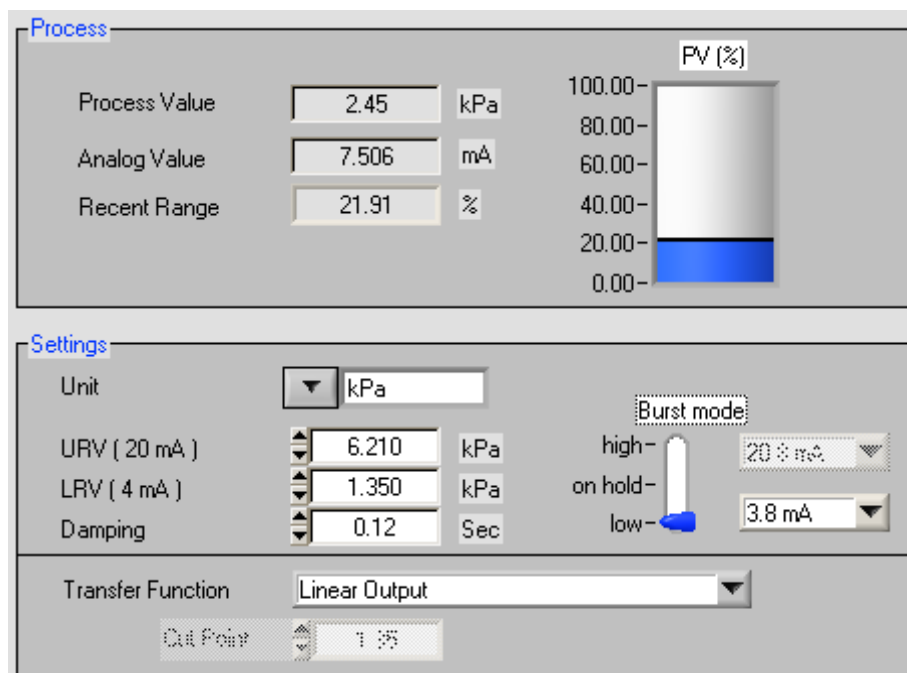 Process
PV (%)
Process Value 2.45 kPa
Analog Value 7.506 mA
Recent Range 21.91 %
100.00
80.00
60.00
40.00
20.00
0.00
Settings
Unit kPa
URV ( 20 mA ) 6.210 kPa
LRV ( 4 mA ) 1.350 kPa
Damping 0.12 Sec
Burst mode
high
on hold
low
mA
3.8 mA
Transfer Function Linear Output
Cut Point